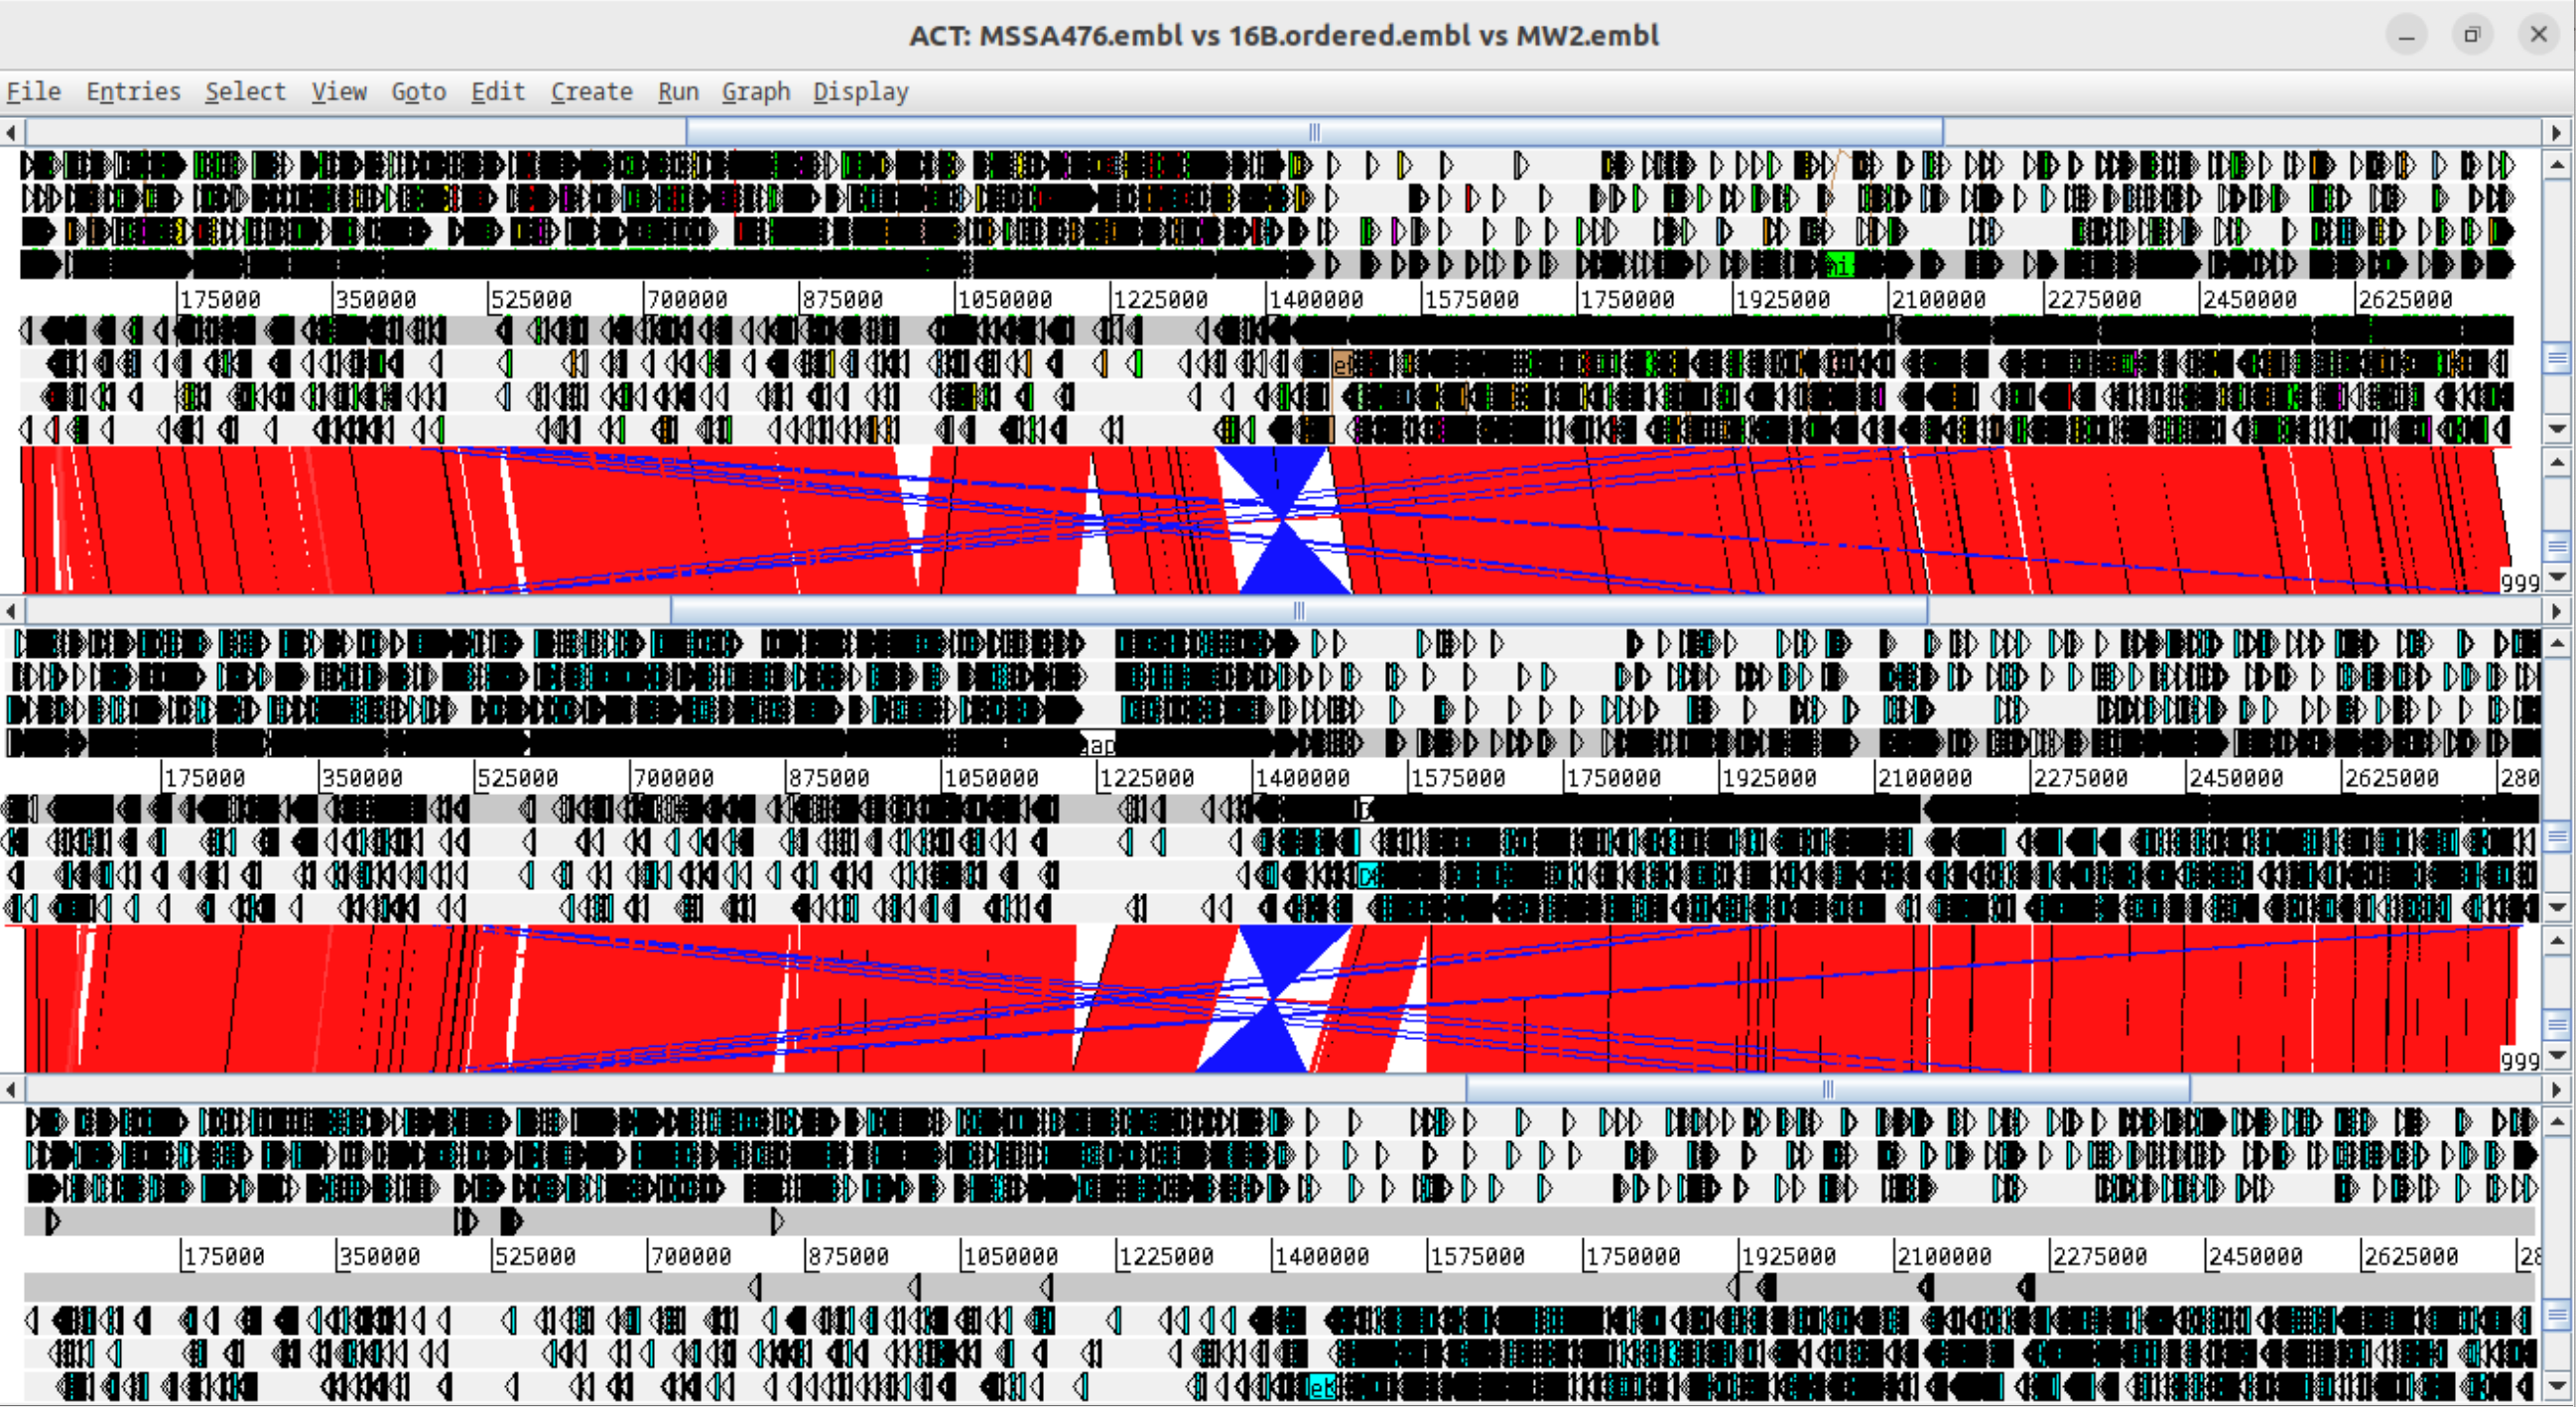 ACT: MSSA476.embl vs 16B.ordered.embl vs MW2.embl
File Entries Select View Goto Edit Create Run Graph Display
175000 350000 525000 700000 875000 1050000 1225000 1400000 1575000 1750000 1925000 2100000 2275000 2450000 2625000
999
175000 350000 525000 700000 875000 1050000 1225000 1400000 1575000 1750000 1925000 2100000 2275000 2450000 2625000 280
999
175000 350000 525000 700000 875000 1050000 1225000 1400000 1575000 1750000 1925000 2100000 2275000 2450000 2625000 28